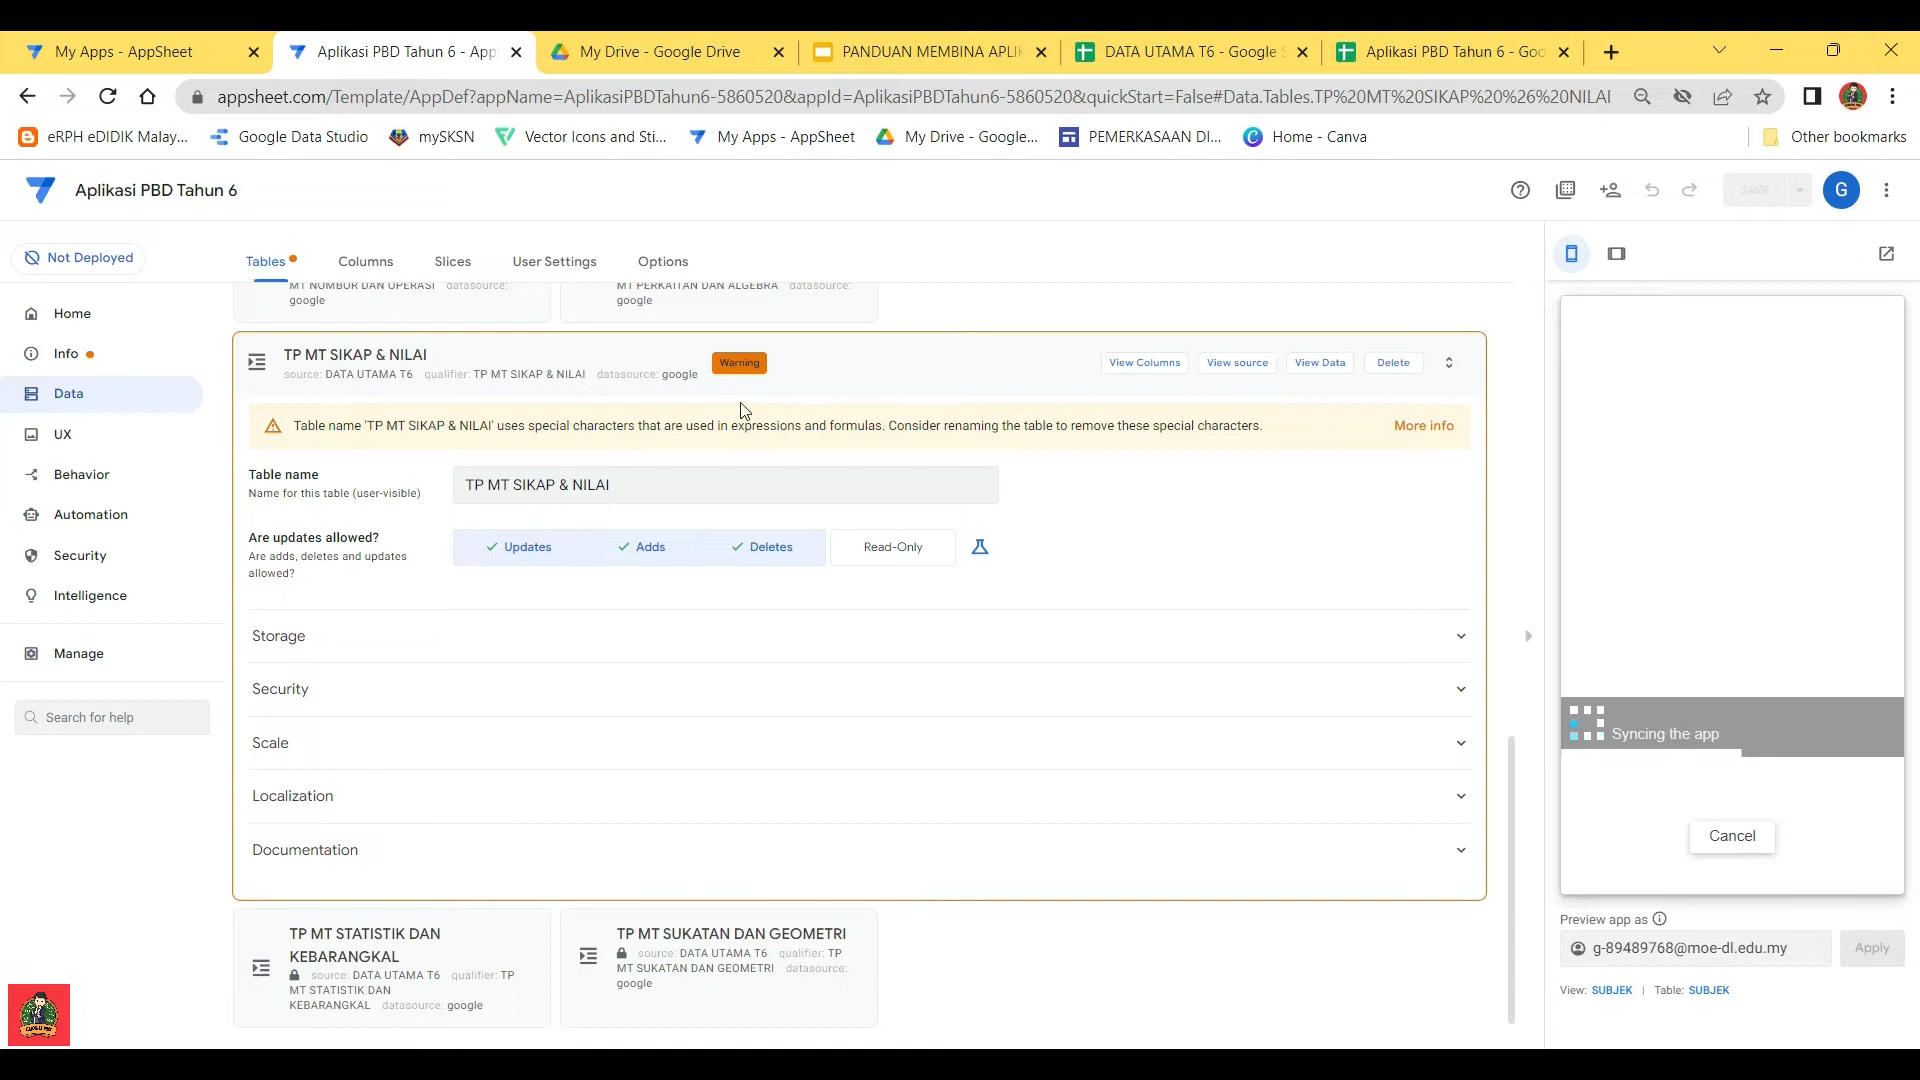 My Apps - AppSheet
Aplikasi PBD Tahun 6 - App
My Drive - Google Drive
PANDUAN MEMBINA APLIK
DATA UTAMA T6 - Google S
Aplikasi PBD Tahun 6 - Goo
appsheet.com/Template/AppDef?appName=AplikasiPBDTahun6-5860520&appId=AplikasiPBDTahun6-5860520&quickStart=False#Data.Tables.TP%20MT%20SIKAP%20%26%20NILAI
eRPH eDIDIK Malay...
Google Data Studio
mySKSN
Vector Icons and Sti...
My Apps - AppSheet
My Drive - Google...
PEMERKASAAN DI...
Home - Canva
Other bookmarks
Aplikasi PBD Tahun 6
SAVE
G
Not Deployed
Tables
Columns
Slices
User Settings
Options
Home
Info
Data
UX
Behavior
Automation
Security
Intelligence
Manage
Search for help
MT NUMBUR DAN OPERASI datasource:
google
MT PERKAITAN DAN ALGEBRA datasource:
google
TP MT SIKAP & NILAI
source: DATA UTAMA T6 qualifier: TP MT SIKAP & NILAI datasource: google
Warning
View Columns
View source
View Data
Delete
Table name 'TP MT SIKAP & NILAI' uses special characters that are used in expressions and formulas. Consider renaming the table to remove these special characters.
More info
Table name
Name for this table (user-visible)
TP MT SIKAP & NILAI
Are updates allowed?
Are adds, deletes and updates
allowed?
Updates
Adds
Deletes
Read-Only
Storage
Security
Scale
Localization
Documentation
TP MT STATISTIK DAN
KEBARANGKAL
source: DATA UTAMA T6 qualifier: TP
MT STATISTIK DAN
KEBARANGKAL datasource: google
TP MT SUKATAN DAN GEOMETRI
source: DATA UTAMA T6 qualifier: TP
MT SUKATAN DAN GEOMETRI datasource:
google
Syncing the app
Cancel
Preview app as
g-89489768@moe-dl.edu.my
Apply
View: SUBJEK | Table: SUBJEK